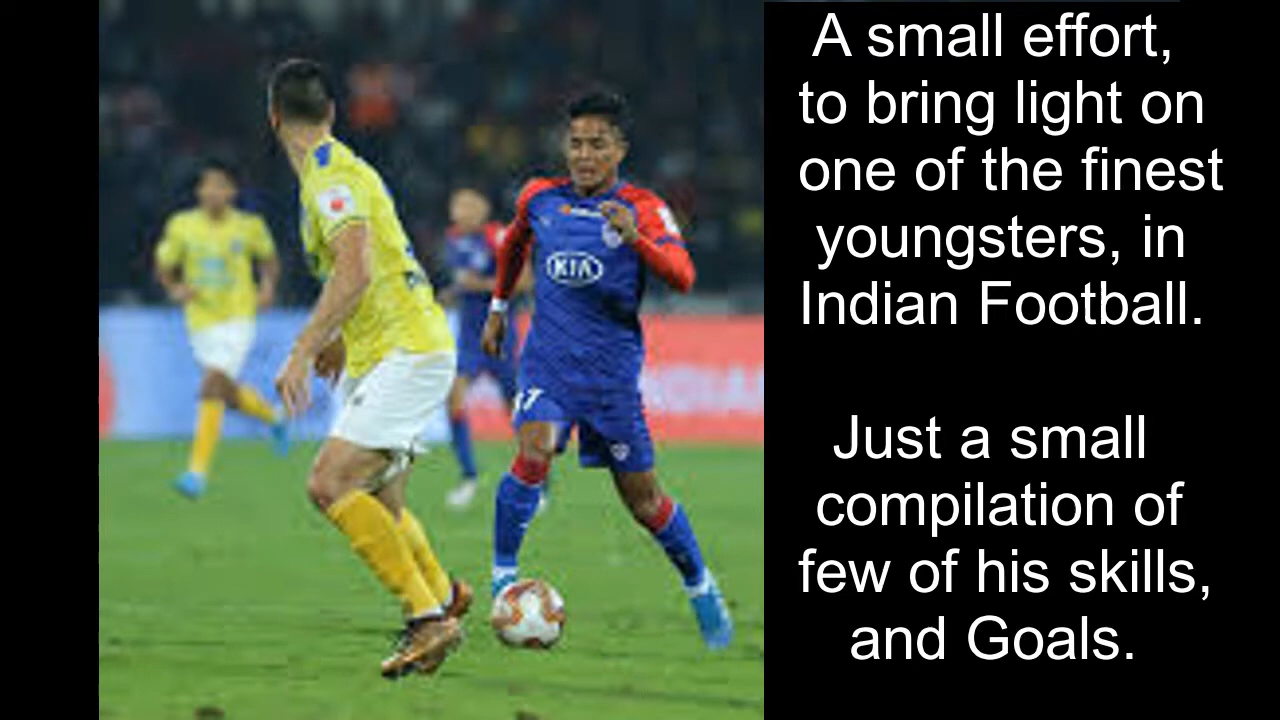 A small effort,
to bring light on
one of the finest
youngsters, in
Indian Football.
Just a small
compilation of
few of his skills,
and Goals.
KIA